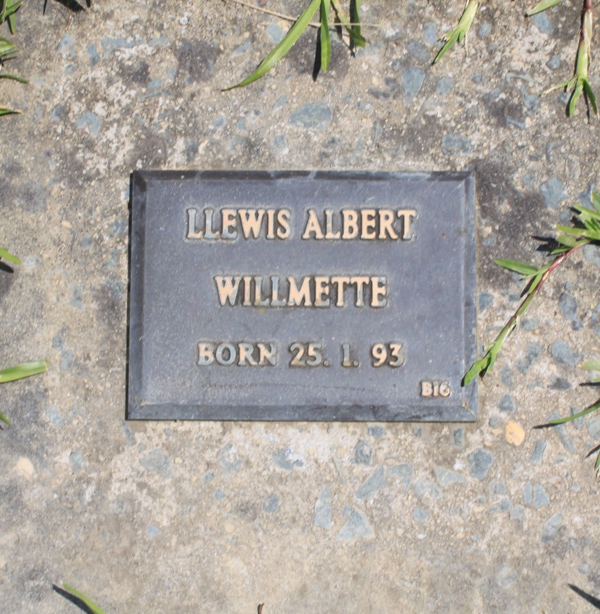 LLEWIS ALBERT
WILLMETTE
BORN 25. 1. 93
B16